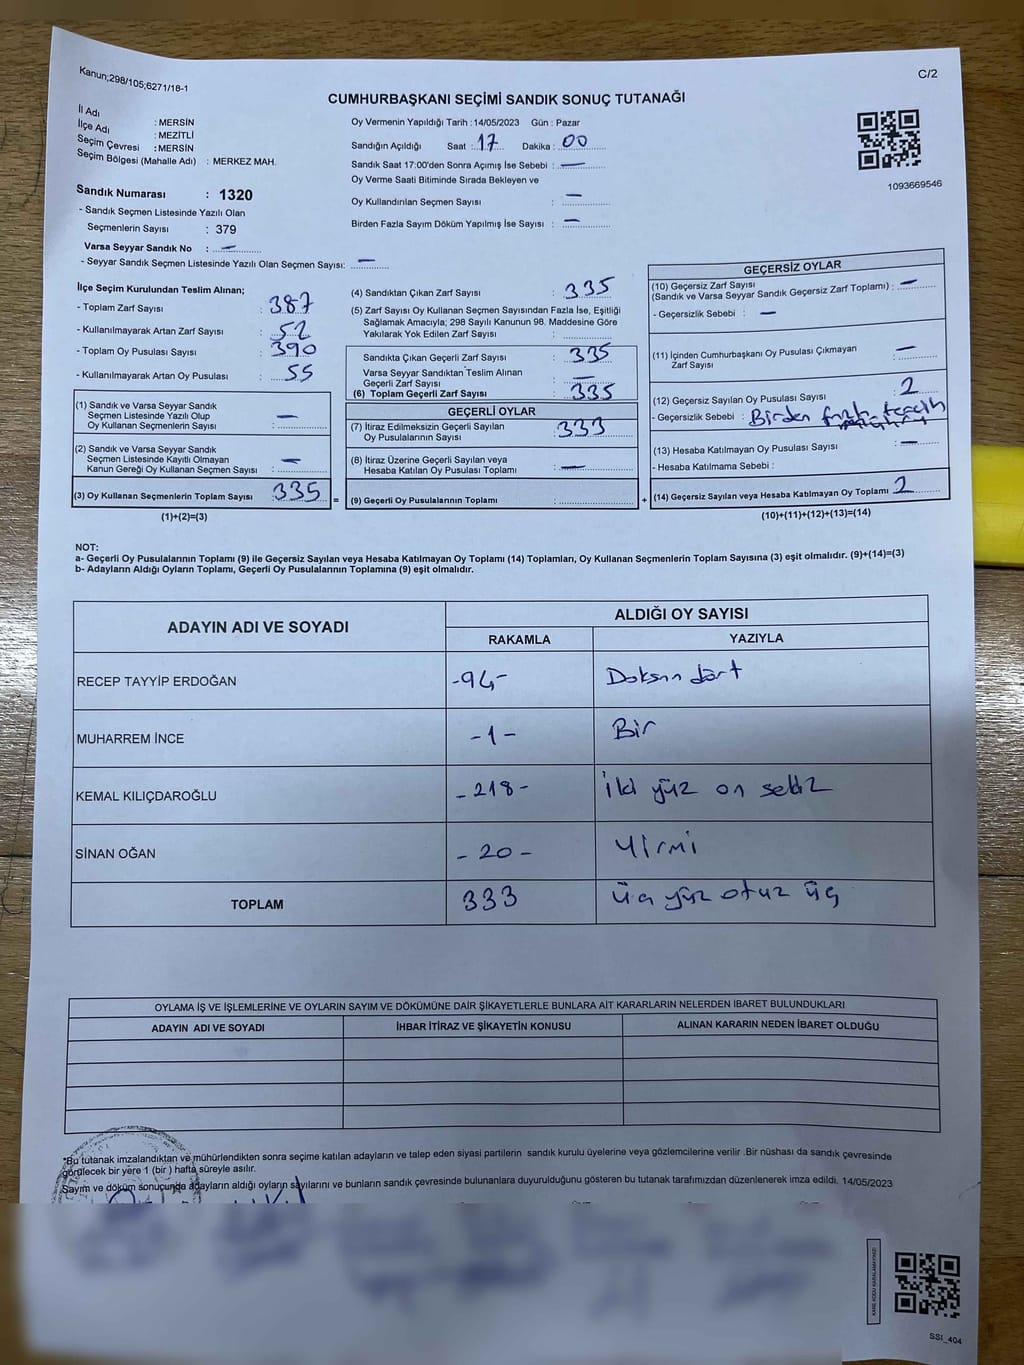 Kanun;298/105;6271/18-1
C/2
CUMHURBAŞKANI SEÇİMİ SANDIK SONUÇ TUTANAĞI
İl Adı : MERSİN
İlçe Adı : MEZİTLİ
Seçim Çevresi : MERSİN
Seçim Bölgesi (Mahalle Adı) : MERKEZ MAH.
Sandık Numarası : 1320
- Sandık Seçmen Listesinde Yazılı Olan
Seçmenlerin Sayısı : 379
Varsa Seyyar Sandık No : —
- Seyyar Sandık Seçmen Listesinde Yazılı Olan Seçmen Sayısı: —
Oy Vermenin Yapıldığı Tarih : 14/05/2023 Gün : Pazar
Sandığın Açıldığı Saat : 17 Dakika : 00
Sandık Saat 17:00'den Sonra Açımış İse Sebebi : —
Oy Verme Saati Bitiminde Sırada Bekleyen ve
Oy Kullandırılan Seçmen Sayısı : —
Birden Fazla Sayım Döküm Yapılmış İse Sayısı : —
1093669546
İlçe Seçim Kurulundan Teslim Alınan;
- Toplam Zarf Sayısı : 387
- Kullanılmayarak Artan Zarf Sayısı : 52
- Toplam Oy Pusulası Sayısı : 390
- Kullanılmayarak Artan Oy Pusulası : 55
(1) Sandık ve Varsa Seyyar Sandık
Seçmen Listesinde Yazılı Olup
Oy Kullanan Seçmenlerin Sayısı : —
(2) Sandık ve Varsa Seyyar Sandık
Seçmen Listesinde Kayıtlı Olmayan
Kanun Gereği Oy Kullanan Seçmen Sayısı : —
(3) Oy Kullanan Seçmenlerin Toplam Sayısı : 335 =
(1)+(2)=(3)
(4) Sandıktan Çıkan Zarf Sayısı : 335
(5) Zarf Sayısı Oy Kullanan Seçmen Sayısından Fazla İse, Eşitliği
Sağlamak Amacıyla; 298 Sayılı Kanunun 98. Maddesine Göre
Yakılarak Yok Edilen Zarf Sayısı :
Sandıkta Çıkan Geçerli Zarf Sayısı : 335
Varsa Seyyar Sandıktan Teslim Alınan
Geçerli Zarf Sayısı : —
(6) Toplam Geçerli Zarf Sayısı : 335
GEÇERLİ OYLAR
(7) İtiraz Edilmeksizin Geçerli Sayılan
Oy Pusulalarının Sayısı : 333
(8) İtiraz Üzerine Geçerli Sayılan veya
Hesaba Katılan Oy Pusulası Toplamı : —
(9) Geçerli Oy Pusulalarının Toplamı : +
GEÇERSİZ OYLAR
(10) Geçersiz Zarf Sayısı
(Sandık ve Varsa Seyyar Sandık Geçersiz Zarf Toplamı) : —
- Geçersizlik Sebebi : —
(11) İçinden Cumhurbaşkanı Oy Pusulası Çıkmayan
Zarf Sayısı : —
(12) Geçersiz Sayılan Oy Pusulası Sayısı : 2
- Geçersizlik Sebebi : Birden fazla tercih
(13) Hesaba Katılmayan Oy Pusulası Sayısı : —
- Hesaba Katılmama Sebebi :
(14) Geçersiz Sayılan veya Hesaba Katılmayan Oy Toplamı : 2
(10)+(11)+(12)+(13)=(14)
NOT:
a- Geçerli Oy Pusulalarının Toplamı (9) ile Geçersiz Sayılan veya Hesaba Katılmayan Oy Toplamı (14) Toplamları, Oy Kullanan Seçmenlerin Toplam Sayısına (3) eşit olmalıdır. (9)+(14)=(3)
b- Adayların Aldığı Oyların Toplamı, Geçerli Oy Pusulalarının Toplamına (9) eşit olmalıdır.
ADAYIN ADI VE SOYADI
ALDIĞI OY SAYISI
RAKAMLA YAZIYLA
RECEP TAYYİP ERDOĞAN -94- Doksan dört
MUHARREM İNCE -1- Bir
KEMAL KILIÇDAROĞLU -218- İki yüz on sekiz
SİNAN OĞAN -20- Yirmi
TOPLAM 333 üç yüz otuz üç
OYLAMA İŞ VE İŞLEMLERİNE VE OYLARIN SAYIM VE DÖKÜMÜNE DAİR ŞİKAYETLERLE BUNLARA AİT KARARLARIN NELERDEN İBARET BULUNDUKLARI
ADAYIN ADI VE SOYADI İHBAR İTİRAZ VE ŞİKAYETİN KONUSU ALINAN KARARIN NEDEN İBARET OLDUĞU
*Bu tutanak imzalandıktan ve mühürlendikten sonra seçime katılan adayların ve talep eden siyasi partilerin sandık kurulu üyelerine veya gözlemcilerine verilir .Bir nüshası da sandık çevresinde
görülecek bir yere 1 (bir ) hafta süreyle asılır.
Sayım ve döküm sonucunda adayların aldığı oyların sayılarını ve bunların sandık çevresinde bulunanlara duyurulduğunu gösteren bu tutanak tarafımızdan düzenlenerek imza edildi. 14/05/2023
KARE KODU KARALAMAYINIZ!
SSI_404